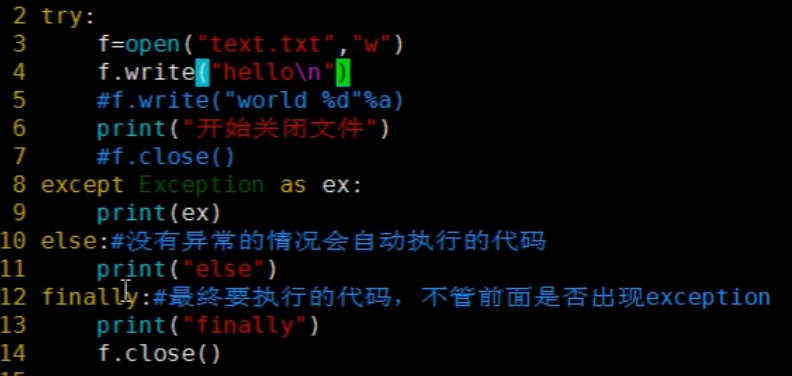 2 try:
3     f=open("text.txt","w")
4     f.write("hello\n")
5     #f.write("world %d"%a)
6     print("开始关闭文件")
7     #f.close()
8 except Exception as ex:
9     print(ex)
10 else:#没有异常的情况会自动执行的代码
11     print("else")
12 finally:#最终要执行的代码，不管前面是否出现exception
13     print("finally")
14     f.close()